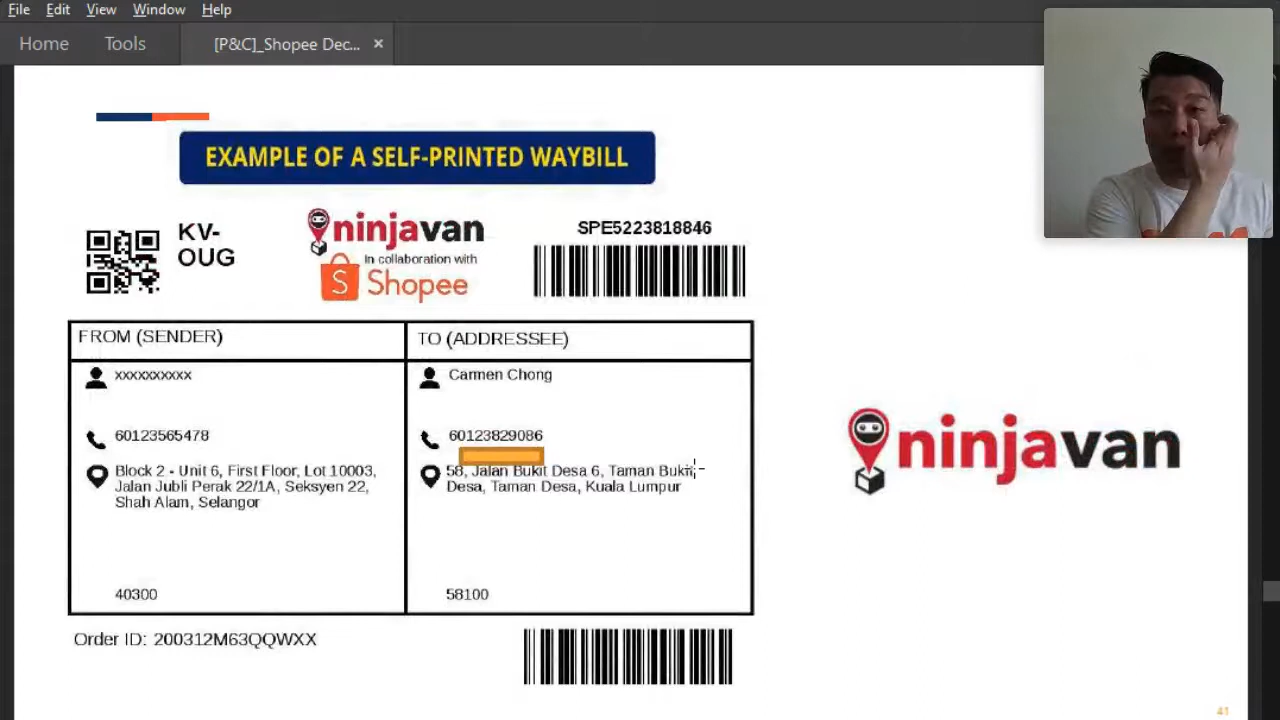 File Edit View Window Help
Home Tools [P&C]_Shopee Dec... ×
EXAMPLE OF A SELF-PRINTED WAYBILL
KV-
OUG
ninjavan
In collaboration with
S Shopee
SPE5223818846
FROM (SENDER)
TO (ADDRESSEE)
xxxxxxxxxx
Carmen Chong
60123565478
60123829086
Block 2 - Unit 6, First Floor, Lot 10003,
Jalan Jubli Perak 22/1A, Seksyen 22,
Shah Alam, Selangor
58, Jalan Bukit Desa 6, Taman Bukit
Desa, Taman Desa, Kuala Lumpur
40300
58100
Order ID: 200312M63QQWXX
ninjavan
41